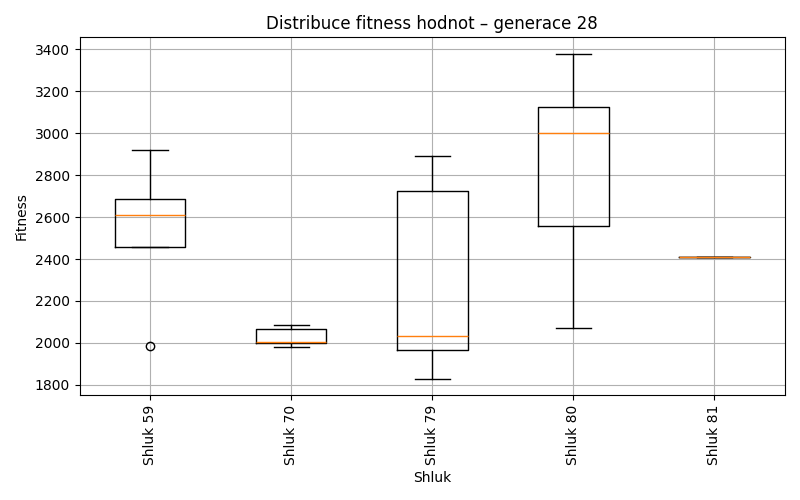 Distribuce fitness hodnot – generace 28
Fitness
3400
3200
3000
2800
2600
2400
2200
2000
1800
Shluk 59
Shluk 70
Shluk 79
Shluk 80
Shluk 81
Shluk